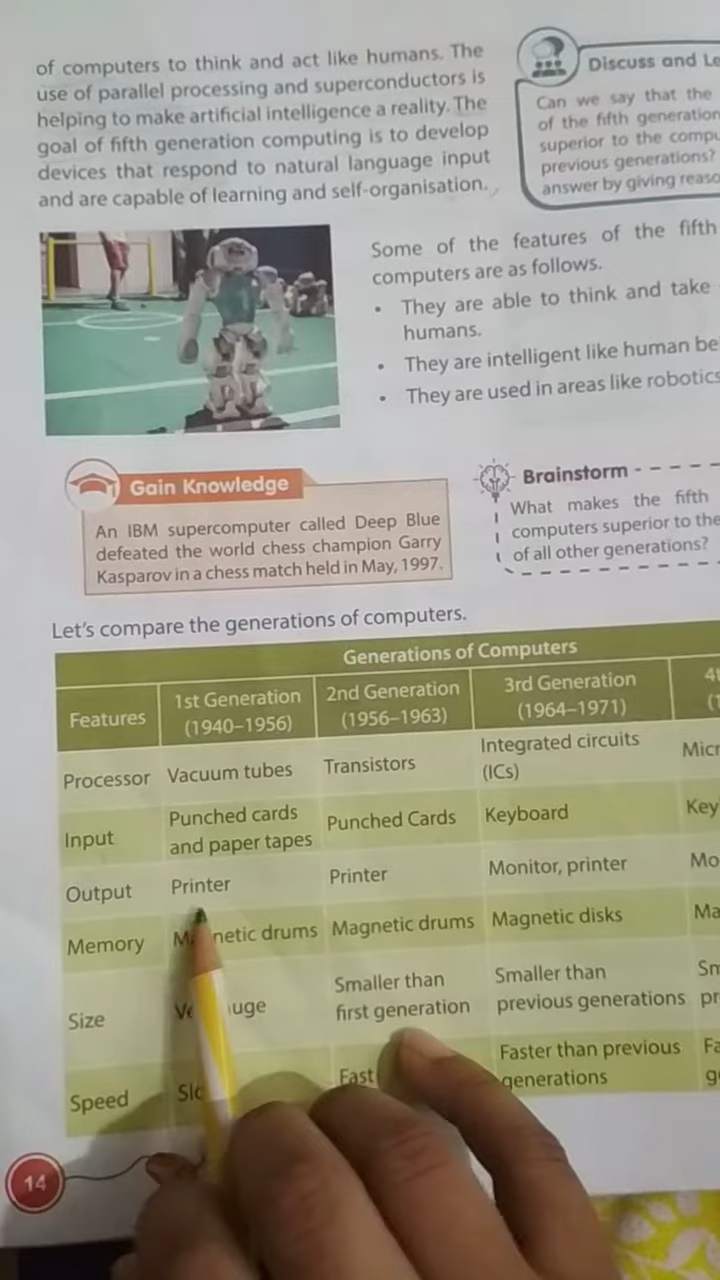 of computers to think and act like humans. The
use of parallel processing and superconductors is
helping to make artificial intelligence a reality. The
goal of fifth generation computing is to develop
devices that respond to natural language input
and are capable of learning and self-organisation.
Discuss and
Can we say that the
of the fifth generation
superior to the
previous generations?
answer by giving
Some of the features of the fifth
computers are as follows.
• They are able to think and take
humans.
• They are intelligent like human
• They are used in areas like robotics
Gain Knowledge
An IBM supercomputer called Deep Blue
defeated the world chess champion Garry
Kasparov in a chess match held in May, 1997.
Brainstorm
What makes the fifth
computers superior to the
of all other generations?
Let's compare the generations of computers.
Generations of Computers
Features 1st Generation (1940–1956) 2nd Generation (1956–1963) 3rd Generation (1964–1971)
Processor Vacuum tubes Transistors Integrated circuits (ICs)
Input Punched cards and paper tapes Punched Cards Keyboard
Output Printer Printer Monitor, printer
Memory drums Magnetic drums Magnetic disks
Size Smaller than first generation Smaller than previous generations
Speed Fast Faster than previous generations
14